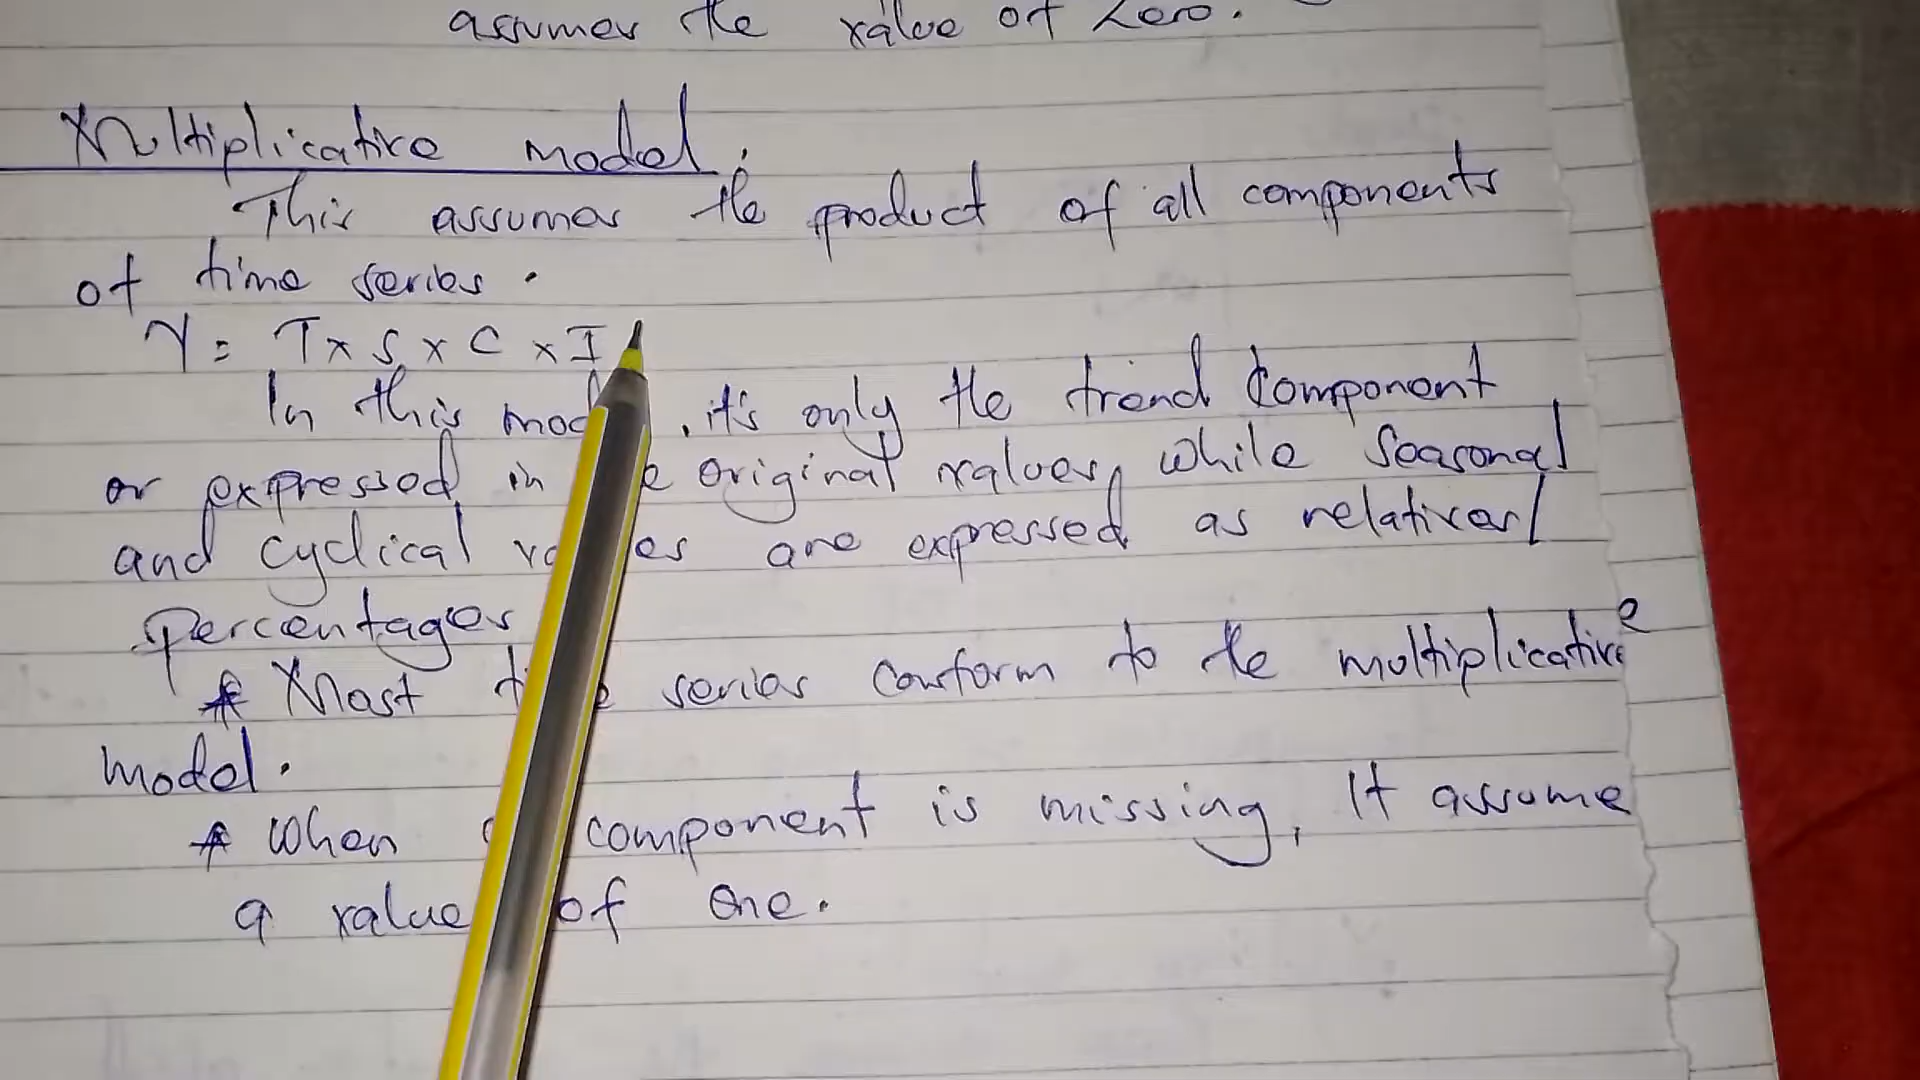 assumes the value of zero.
Multiplicative model.
This assumes the product of all components
of time series.
Y = T x S x C x I
In this , it's only the trend component
or expressed in original values, while seasonal
and cyclical are expressed as relatives/
percentages
* Most series conform to the multiplicative
model.
* When component is missing, It assume
a value of one.